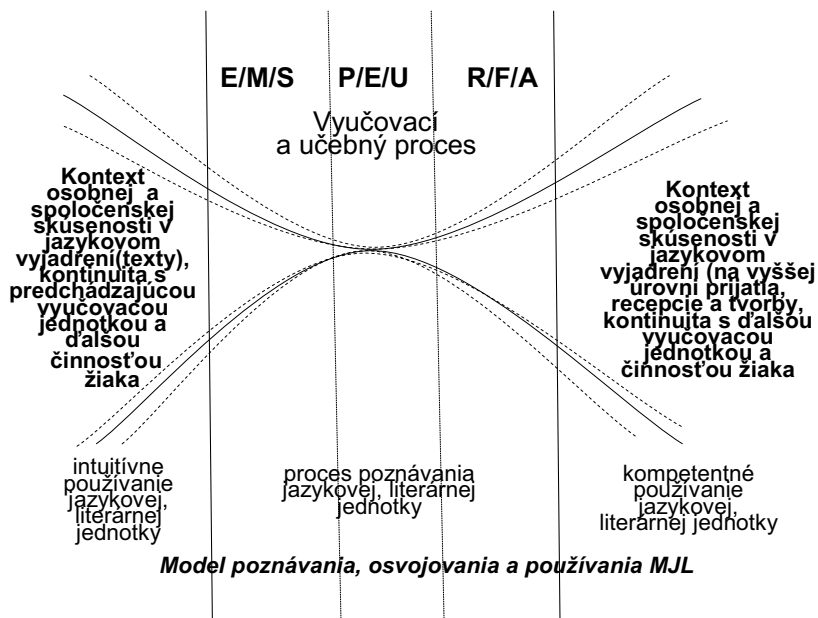 E/M/S P/E/U R/F/A
Vyučovací
a učebný proces
Kontext
osobnej a
spoločenskej
skúsenosti v
jazykovom
vyjadrení(texty),
kontinuita s
predchádzajúcou
vyučovacou
jednotkou a
ďalšou
činnosťou
žiaka
Kontext
osobnej a
spoločenskej
skúsenosti v
jazykovom
vyjadrení (na vyššej
úrovni prijatia,
recepcie a tvorby,
kontinuita s ďalšou
vyučovacou
jednotkou a
činnosťou žiaka
intuitívne
používanie
jazykovej,
literárnej
jednotky
proces poznávania
jazykovej, literárnej
jednotky
kompetentné
používanie
jazykovej,
literárnej jednotky
Model poznávania, osvojovania a používania MJL